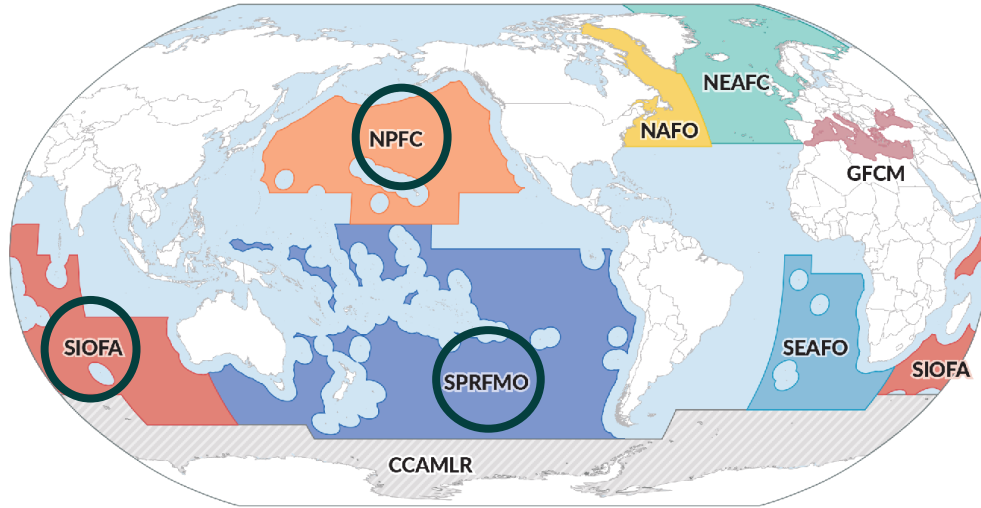 NEAFC
NPFC
NAFO
GFCM
SIOFA
SEAFO
SIOFA
SPRFMO
CCAMLR